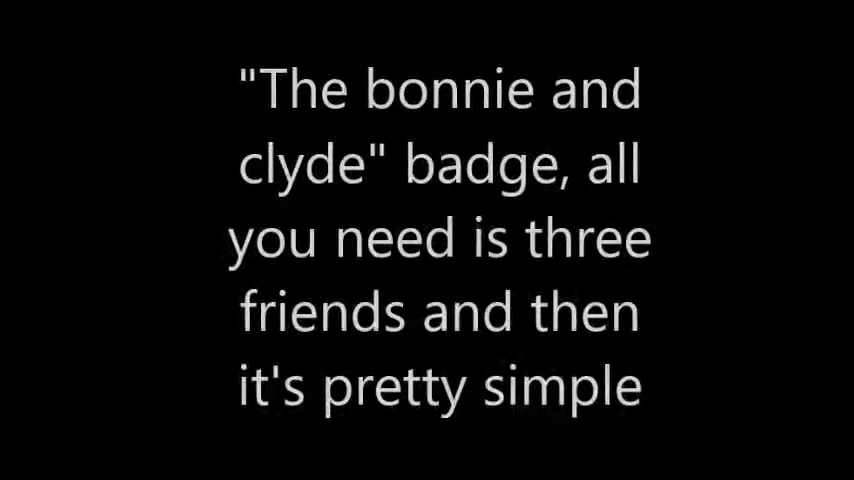 "The bonnie and
clyde" badge, all
you need is three
friends and then
it's pretty simple